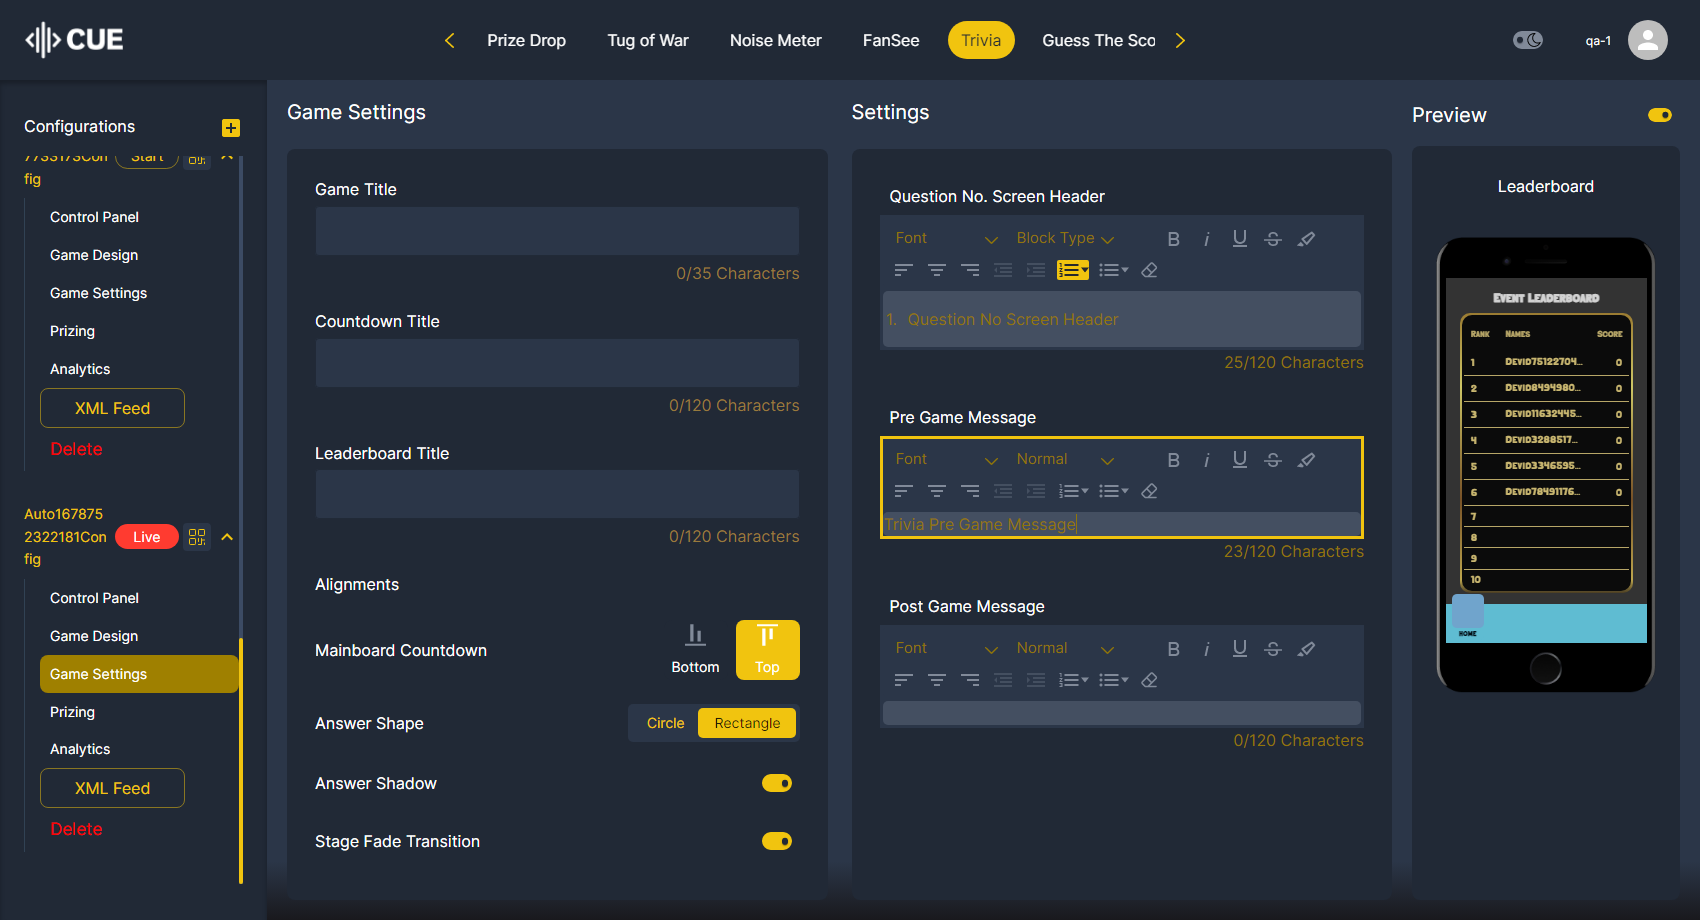 CUE
Prize Drop
Tug of War
Noise Meter
FanSee
Trivia
Guess The Sco
qa-1
Configurations
7733173Con
fig
Start
Control Panel
Game Design
Game Settings
Prizing
Analytics
XML Feed
Delete
Auto167875
2322181Con
fig
Live
Control Panel
Game Design
Game Settings
Prizing
Analytics
XML Feed
Delete
Game Settings
Game Title
0/35 Characters
Countdown Title
0/120 Characters
Leaderboard Title
0/120 Characters
Alignments
Mainboard Countdown
Bottom
Top
Answer Shape
Circle
Rectangle
Answer Shadow
Stage Fade Transition
Settings
Question No. Screen Header
Font
Block Type
B i U S
1. Question No Screen Header
25/120 Characters
Pre Game Message
Font
Normal
B i U S
Trivia Pre Game Message
23/120 Characters
Post Game Message
Font
Normal
B i U S
0/120 Characters
Preview
Leaderboard
Event Leaderboard
Rank Names Score
1 DevID75122704... 0
2 DevID8494980... 0
3 DevID11632445... 0
4 DevID3288517... 0
5 DevID3346595... 0
6 DevID78491176... 0
7
8
9
10
HOME